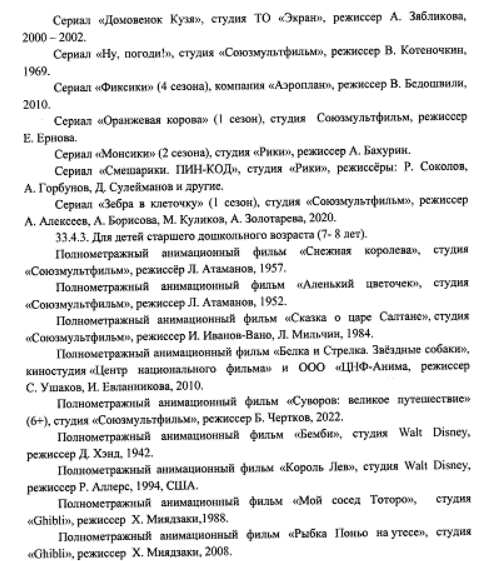 Сериал «Домовенок Кузя», студия ТО «Экран», режиссер А. Зябликова,
2000 – 2002.
Сериал «Ну, погоди!», студия «Союзмультфильм», режиссер В. Котеночкин,
1969.
Сериал «Фиксики» (4 сезона), компания «Аэроплан», режиссер В. Бедошвили,
2010.
Сериал «Оранжевая корова» (1 сезон), студия Союзмультфильм, режиссер
Е. Ернова.
Сериал «Монсики» (2 сезона), студия «Рики», режиссер А. Бахурин.
Сериал «Смешарики. ПИН-КОД», студия «Рики», режиссёры: Р. Соколов,
А. Горбунов, Д. Сулейманов и другие.
Сериал «Зебра в клеточку» (1 сезон), студия «Союзмультфильм», режиссер
А. Алексеев, А. Борисова, М. Куликов, А. Золотарева, 2020.
33.4.3. Для детей старшего дошкольного возраста (7- 8 лет).
Полнометражный анимационный фильм «Снежная королева», студия
«Союзмультфильм», режиссёр Л. Атаманов, 1957.
Полнометражный анимационный фильм «Аленький цветочек», студия
«Союзмультфильм», режиссер Л. Атаманов, 1952.
Полнометражный анимационный фильм «Сказка о царе Салтане», студия
«Союзмультфильм», режиссер И. Иванов-Вано, Л. Мильчин, 1984.
Полнометражный анимационный фильм «Белка и Стрелка. Звёздные собаки»,
киностудия «Центр национального фильма» и ООО «ЦНФ-Анима, режиссер
С. Ушаков, И. Евланникова, 2010.
Полнометражный анимационный фильм «Суворов: великое путешествие»
(6+), студия «Союзмультфильм», режиссер Б. Чертков, 2022.
Полнометражный анимационный фильм «Бемби», студия Walt Disney,
режиссер Д. Хэнд, 1942.
Полнометражный анимационный фильм «Король Лев», студия Walt Disney,
режиссер Р. Аллерс, 1994, США.
Полнометражный анимационный фильм «Мой сосед Тоторо», студия
«Ghibli», режиссер Х. Миядзаки,1988.
Полнометражный анимационный фильм «Рыбка Поньо на утесе», студия
«Ghibli», режиссер Х. Миядзаки, 2008.